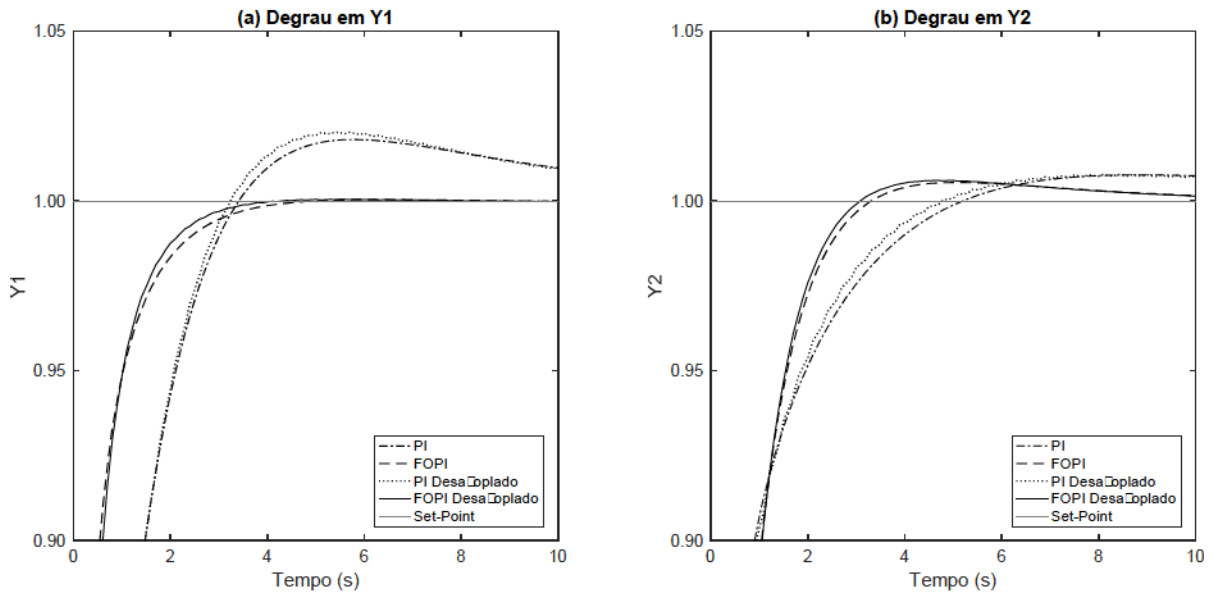 (a) Degrau em Y1
1.05
1.00
0.95
0.90
Y1
0 2 4 6 8 10
Tempo (s)
PI
FOPI
PI Desa□oplado
FOPI Desa□oplado
Set-Point
(b) Degrau em Y2
1.05
1.00
0.95
0.90
Y2
0 2 4 6 8 10
Tempo (s)
PI
FOPI
PI Desa□oplado
FOPI Desa□oplado
Set-Point